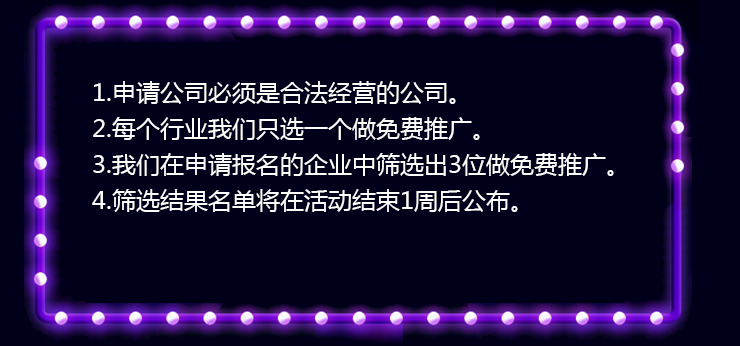 1.申请公司必须是合法经营的公司。
2.每个行业我们只选一个做免费推广。
3.我们在申请报名的企业中筛选出3位做免费推广。
4.筛选结果名单将在活动结束1周后公布。